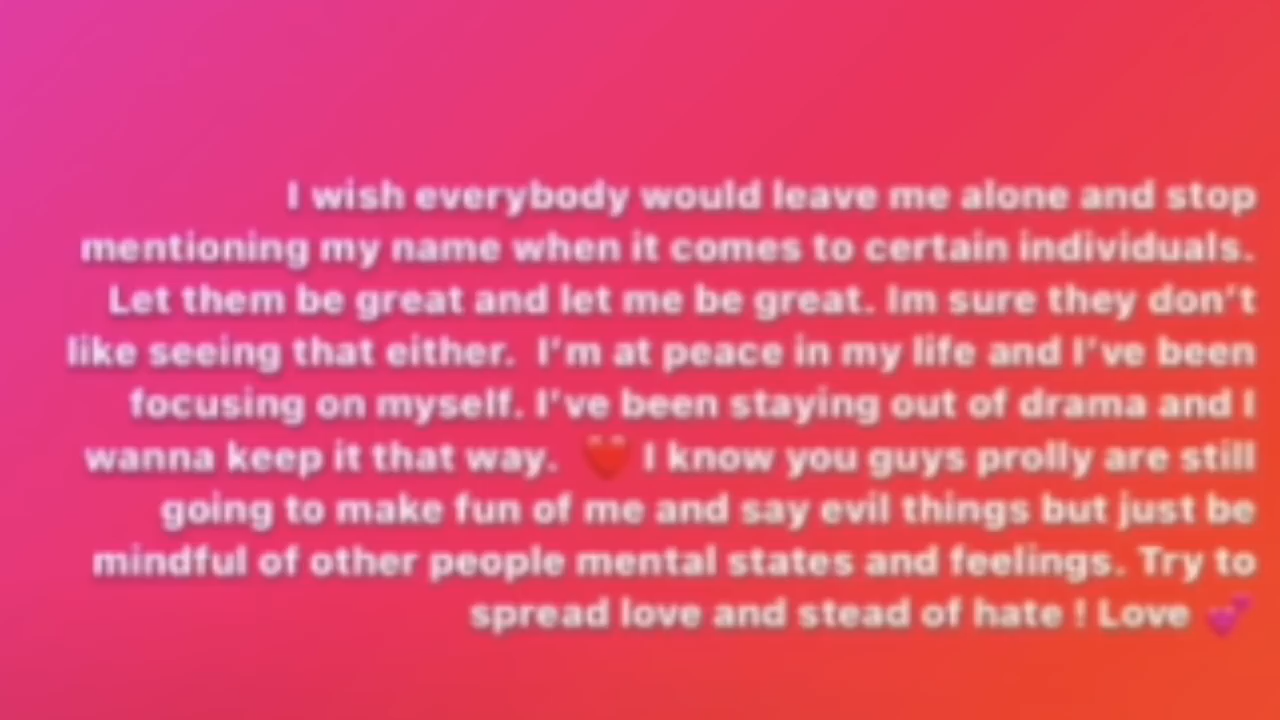 I wish everybody would leave me alone and stop
mentioning my name when it comes to certain individuals.
Let them be great and let me be great. Im sure they don’t
like seeing that either.  I’m at peace in my life and I’ve been
focusing on myself. I’ve been staying out of drama and I
wanna keep it that way.  ❤️ I know you guys prolly are still
going to make fun of me and say evil things but just be
mindful of other people mental states and feelings. Try to
spread love and stead of hate ! Love 💕